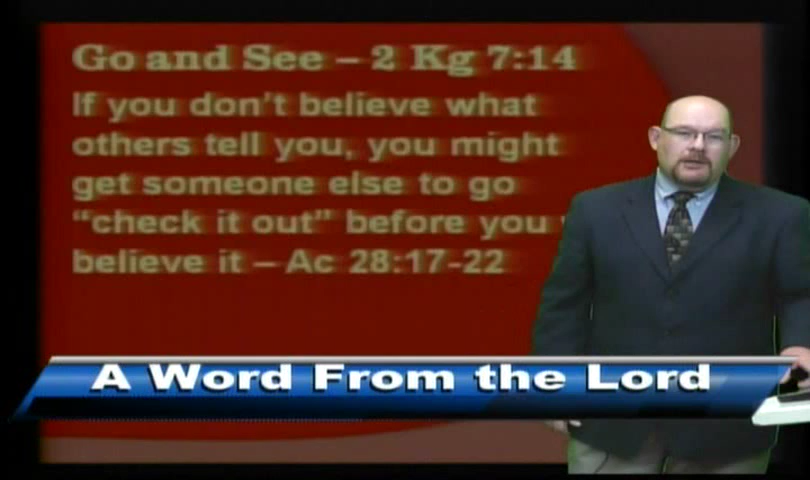 Go and See – 2 Kg 7:14
If you don't believe what
others tell you, you might
get someone else to go
“check it out” before you
believe it – Ac 28:17-22
A Word From the Lord